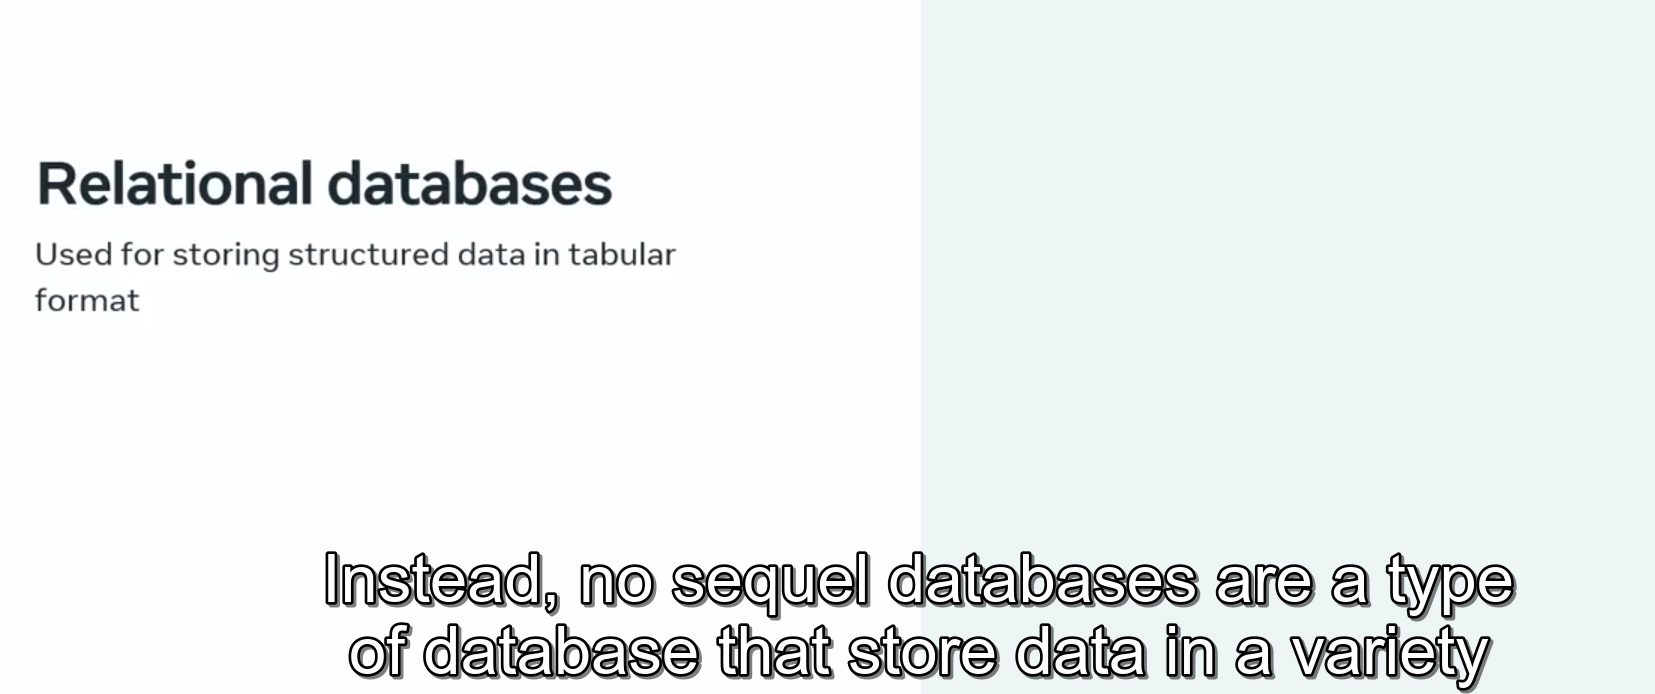 Relational databases
Used for storing structured data in tabular
format
Instead, no sequel databases are a type
of database that store data in a variety